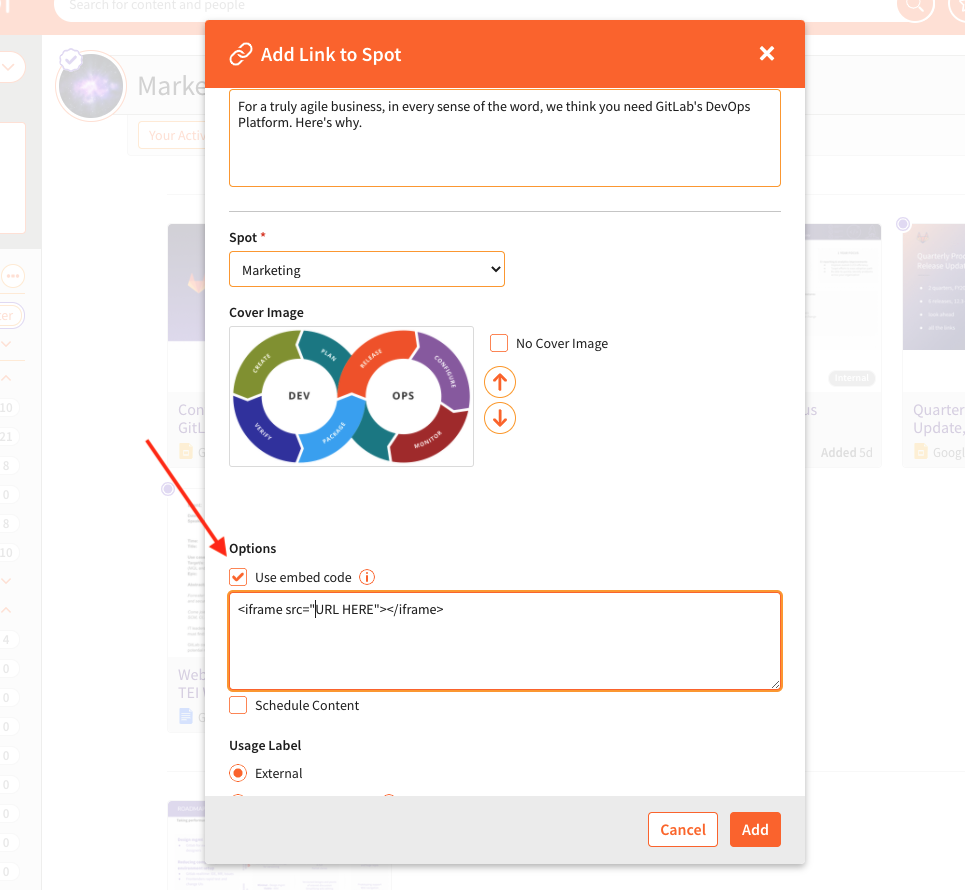 Search for content and people
Add Link to Spot
Marke
Your Activ
For a truly agile business, in every sense of the word, we think you need GitLab's DevOps
Platform. Here's why.
Spot *
Marketing
Cover Image
No Cover Image
CREATE
PLAN
RELEASE
CONFIGURE
DEV
OPS
VERIFY
PACKAGE
MONITOR
Quarterly Pro
Release Updat
Internal
Con
GitL
us
Added 5d
Quarter
Update,
Googl
10
21
8
0
8
10
Options
Use embed code
<iframe src="URL HERE"></iframe>
Schedule Content
Web
TEI W
G
4
0
0
0
0
0
0
0
0
Usage Label
External
Cancel
Add